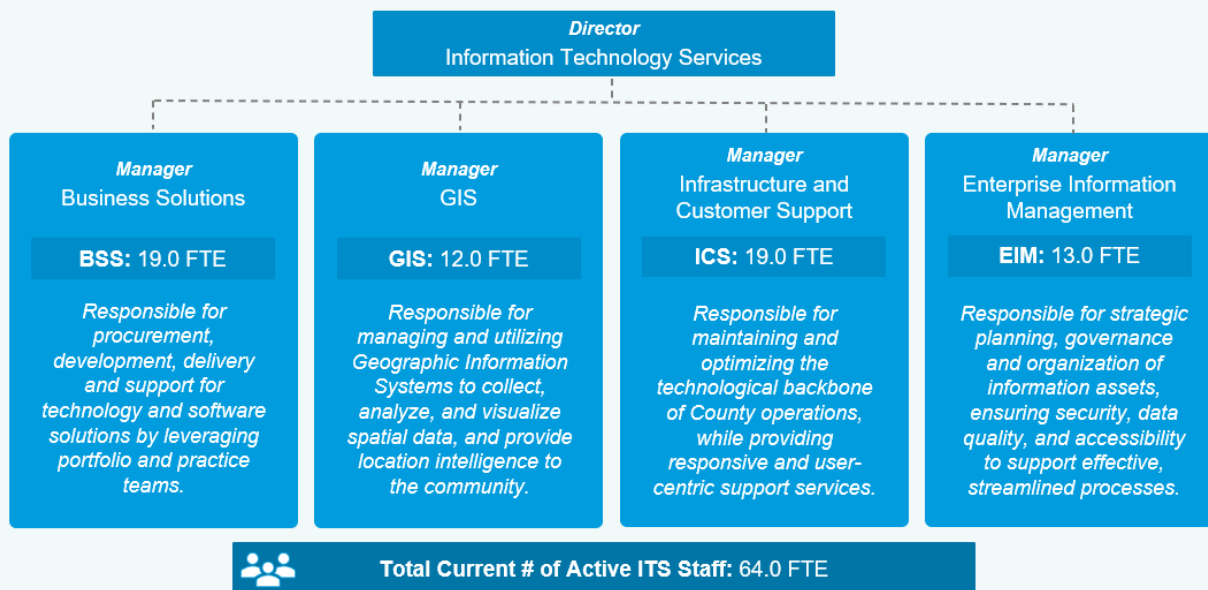 Director
Information Technology Services
Manager
Business Solutions
BSS: 19.0 FTE
Responsible for
procurement,
development, delivery
and support for
technology and software
solutions by leveraging
portfolio and practice
teams.
Manager
GIS
GIS: 12.0 FTE
Responsible for
managing and utilizing
Geographic Information
Systems to collect,
analyze, and visualize
spatial data, and provide
location intelligence to
the community.
Manager
Infrastructure and
Customer Support
ICS: 19.0 FTE
Responsible for
maintaining and
optimizing the
technological backbone
of County operations,
while providing
responsive and user-
centric support services.
Manager
Enterprise Information
Management
EIM: 13.0 FTE
Responsible for strategic
planning, governance
and organization of
information assets,
ensuring security, data
quality, and accessibility
to support effective,
streamlined processes.
Total Current # of Active ITS Staff: 64.0 FTE